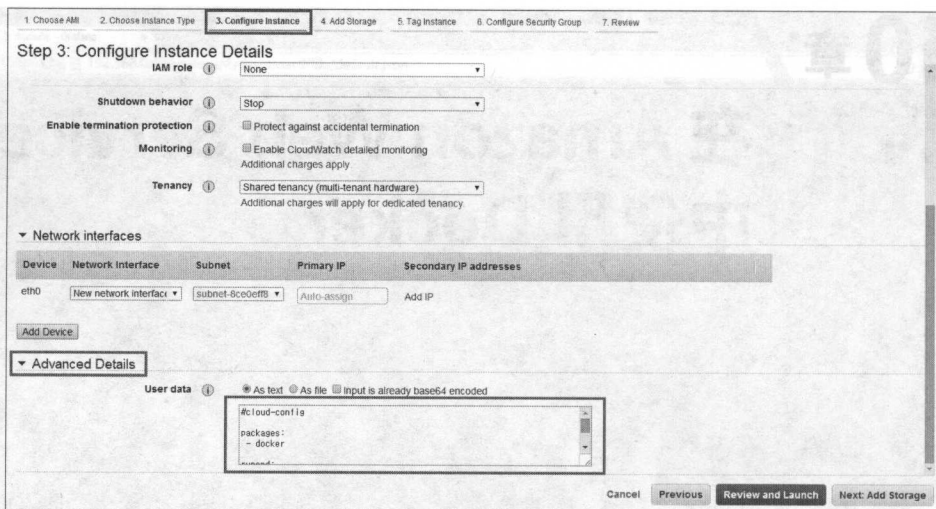 1. Choose AMI 2. Choose Instance Type 3. Configure Instance 4. Add Storage 5. Tag Instance 6. Configure Security Group 7. Review
Step 3: Configure Instance Details
IAM role None
Shutdown behavior Stop
Enable termination protection Protect against accidental termination
Monitoring Enable CloudWatch detailed monitoring
Additional charges apply
Tenancy Shared tenancy (multi-tenant hardware)
Additional charges will apply for dedicated tenancy.
Network interfaces
Device Network Interface Subnet Primary IP Secondary IP addresses
eth0 New network interface subnet-8ce0eff8 Auto-assign Add IP
Add Device
Advanced Details
User data As text As file Input is already base64 encoded
#cloud-config
packages:
- docker
Cancel Previous Review and Launch Next: Add Storage